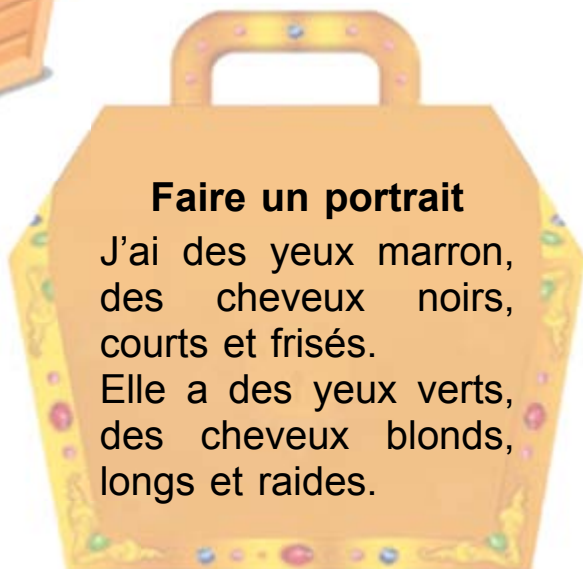 Faire un portrait
J'ai des yeux marron,
des cheveux noirs,
courts et frisés.
Elle a des yeux verts,
des cheveux blonds,
longs et raides.